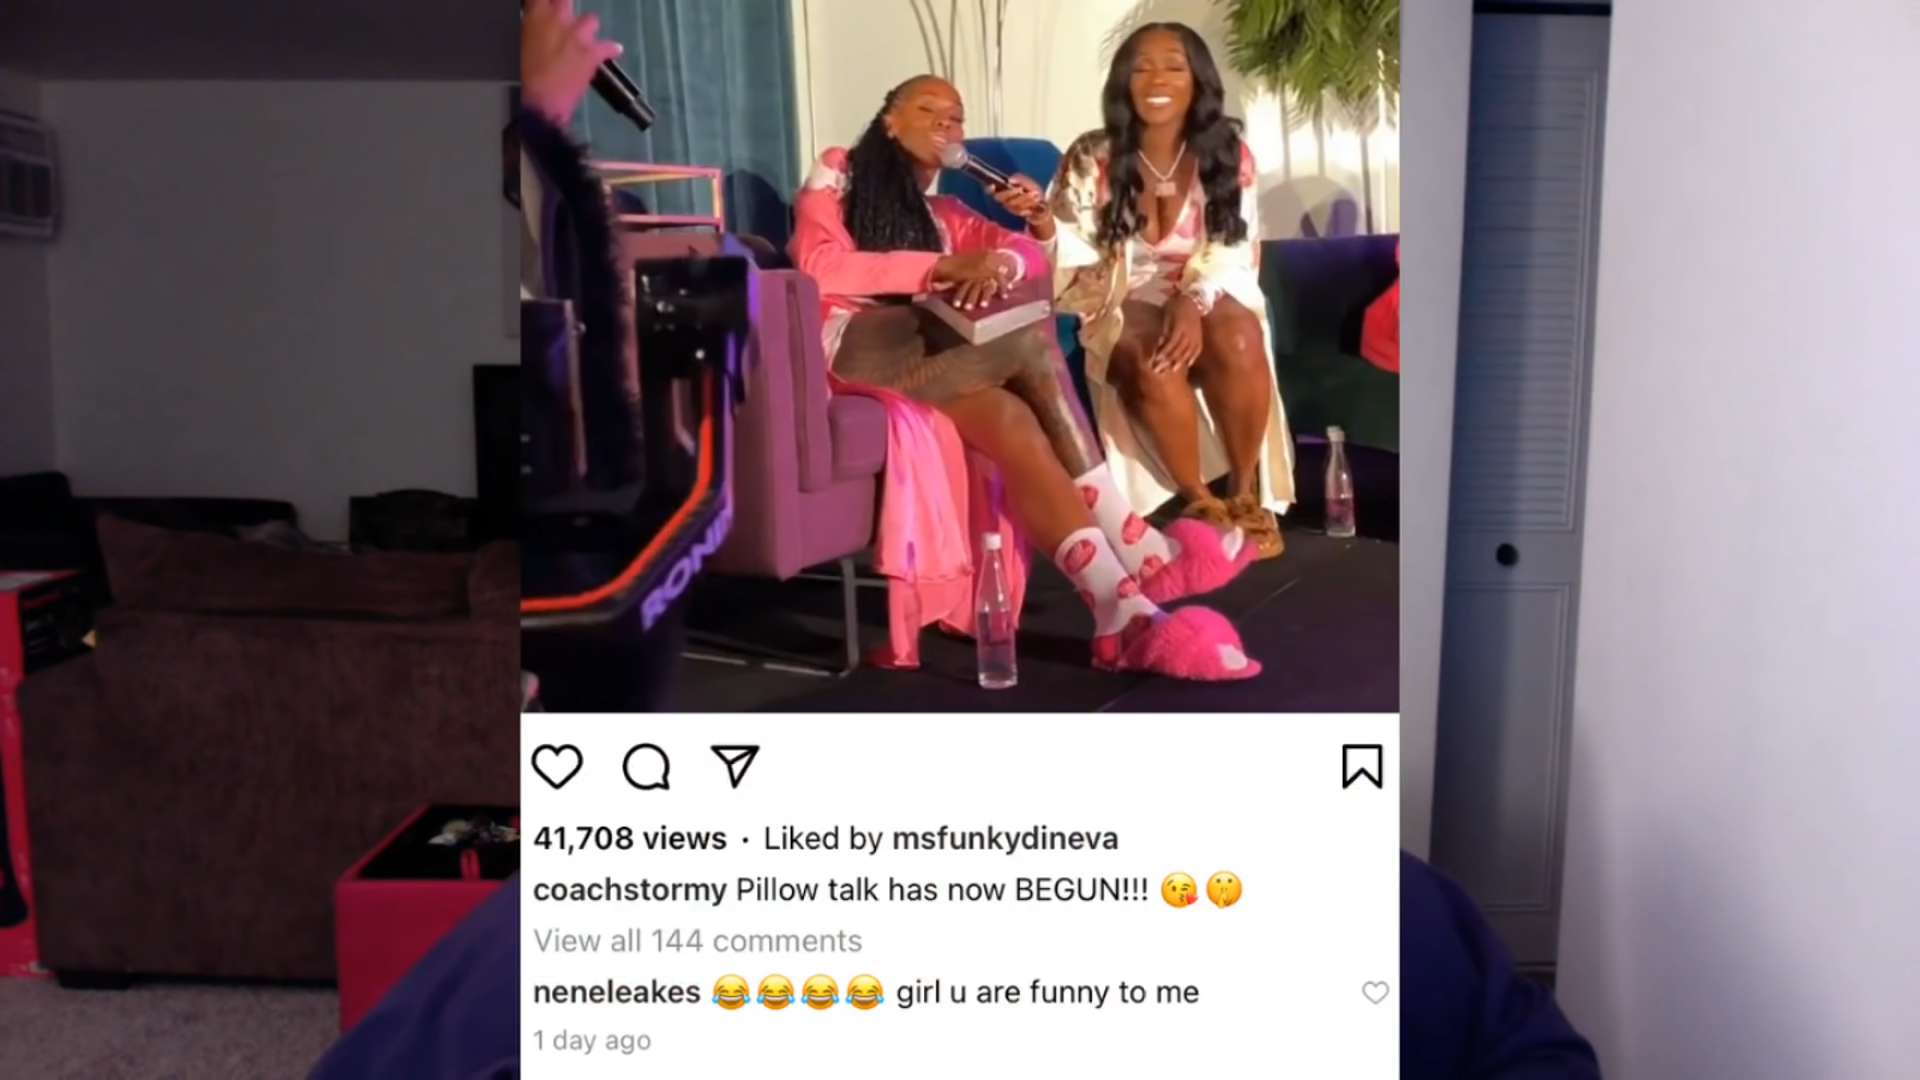 RONI
41,708 views · Liked by msfunkydineva
coachstormy Pillow talk has now BEGUN!!! 😘🤫
View all 144 comments
neneleakes 😂😂😂😂 girl u are funny to me
1 day ago